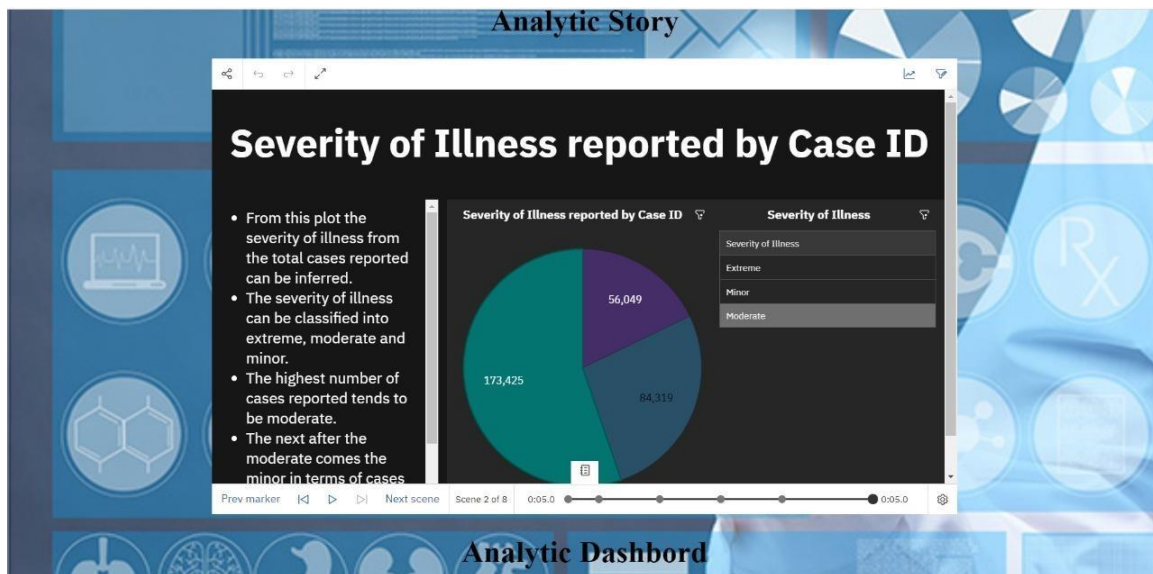 Analytic Story
Severity of Illness reported by Case ID
From this plot the
severity of illness from
the total cases reported
can be inferred.
The severity of illness
can be classified into
extreme, moderate and
minor.
The highest number of
cases reported tends to
be moderate.
The next after the
moderate comes the
minor in terms of cases
Severity of Illness reported by Case ID
56,049
84,319
173,425
Severity of Illness
Severity of Illness
Extreme
Minor
Moderate
Prev marker Next scene Scene 2 of 8 0:05.0 0:05.0
Analytic Dashbord
Rx